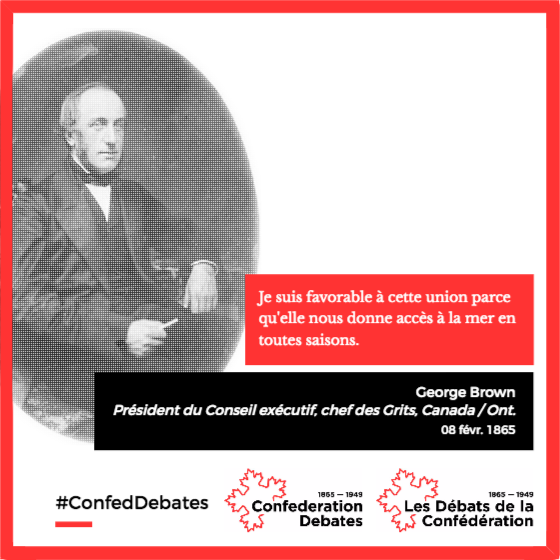 Je suis favorable à cette union parce
qu'elle nous donne accès à la mer en
toutes saisons.
George Brown
Président du Conseil exécutif, chef des Grits, Canada / Ont.
08 févr. 1865
#ConfedDebates
1865 — 1949
Confederation
Debates
1865 — 1949
Les Débats de la
Confédération